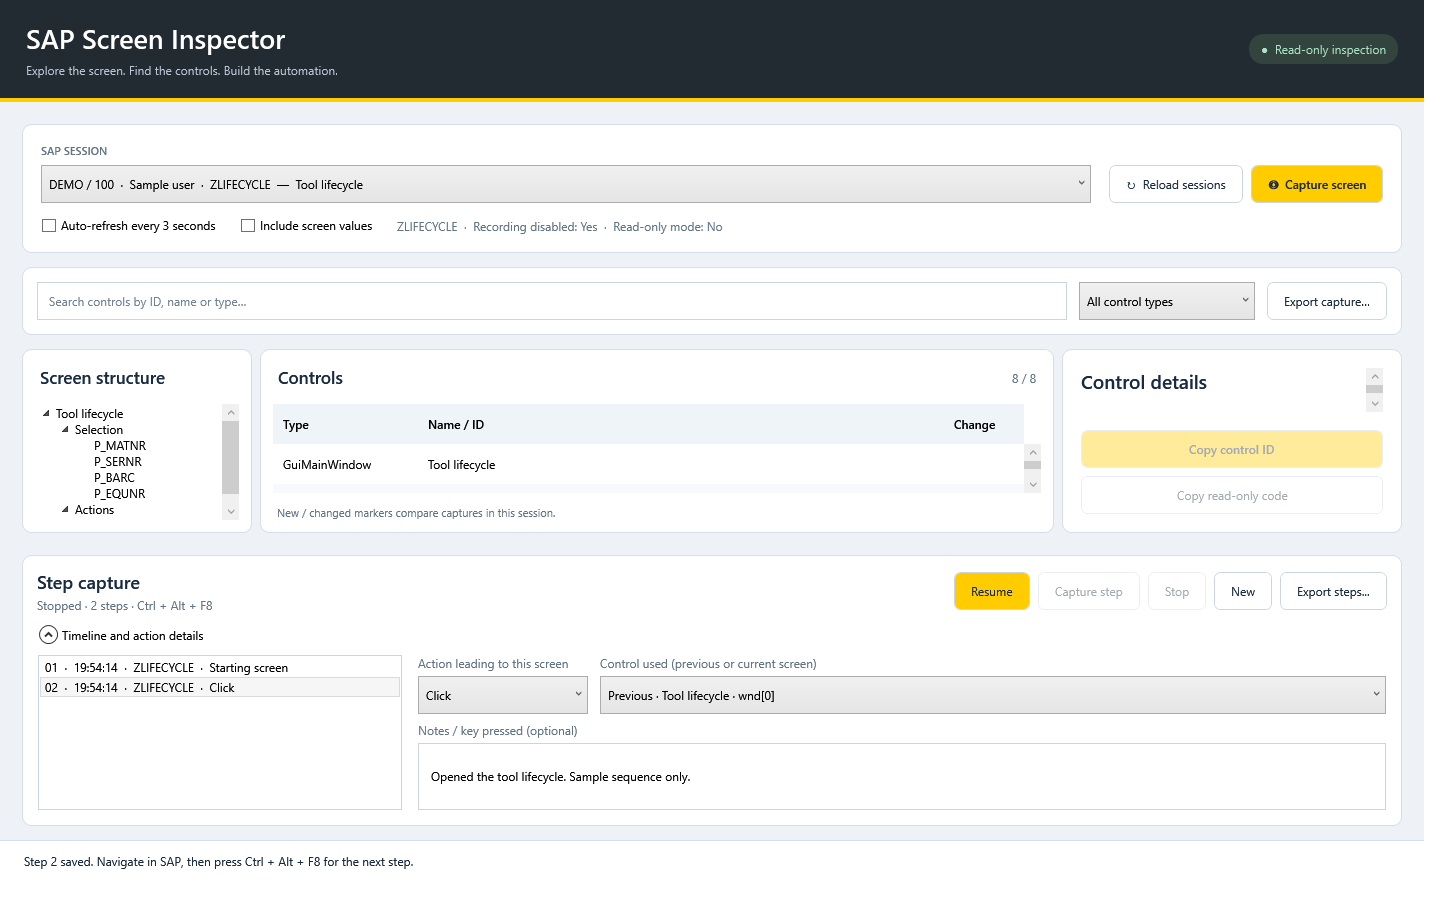 SAP Screen Inspector
Explore the screen. Find the controls. Build the automation.
● Read-only inspection
SAP SESSION
DEMO / 100 · Sample user · ZLIFECYCLE — Tool lifecycle
↻ Reload sessions
Capture screen
Auto-refresh every 3 seconds
Include screen values
ZLIFECYCLE · Recording disabled: Yes · Read-only mode: No
Search controls by ID, name or type...
All control types
Export capture...
Screen structure
Tool lifecycle
Selection
P_MATNR
P_SERNR
P_BARC
P_EQUNR
Actions
Controls
8 / 8
Type Name / ID Change
GuiMainWindow Tool lifecycle
New / changed markers compare captures in this session.
Control details
Copy control ID
Copy read-only code
Step capture
Stopped · 2 steps · Ctrl + Alt + F8
Resume
Capture step
Stop
New
Export steps...
Timeline and action details
01 · 19:54:14 · ZLIFECYCLE · Starting screen
02 · 19:54:14 · ZLIFECYCLE · Click
Action leading to this screen
Click
Control used (previous or current screen)
Previous · Tool lifecycle · wnd[0]
Notes / key pressed (optional)
Opened the tool lifecycle. Sample sequence only.
Step 2 saved. Navigate in SAP, then press Ctrl + Alt + F8 for the next step.